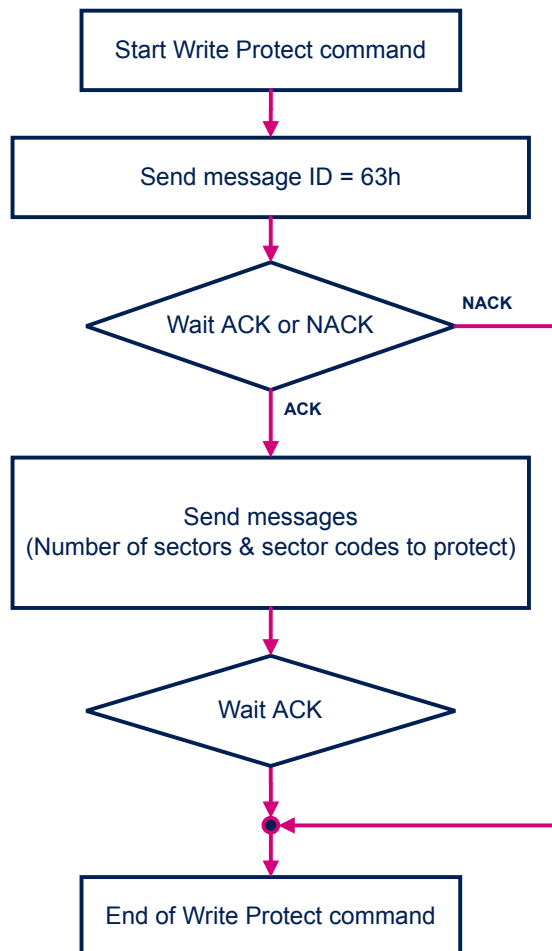 Start Write Protect command
Send message ID = 63h
Wait ACK or NACK
NACK
ACK
Send messages
(Number of sectors & sector codes to protect)
Wait ACK
End of Write Protect command